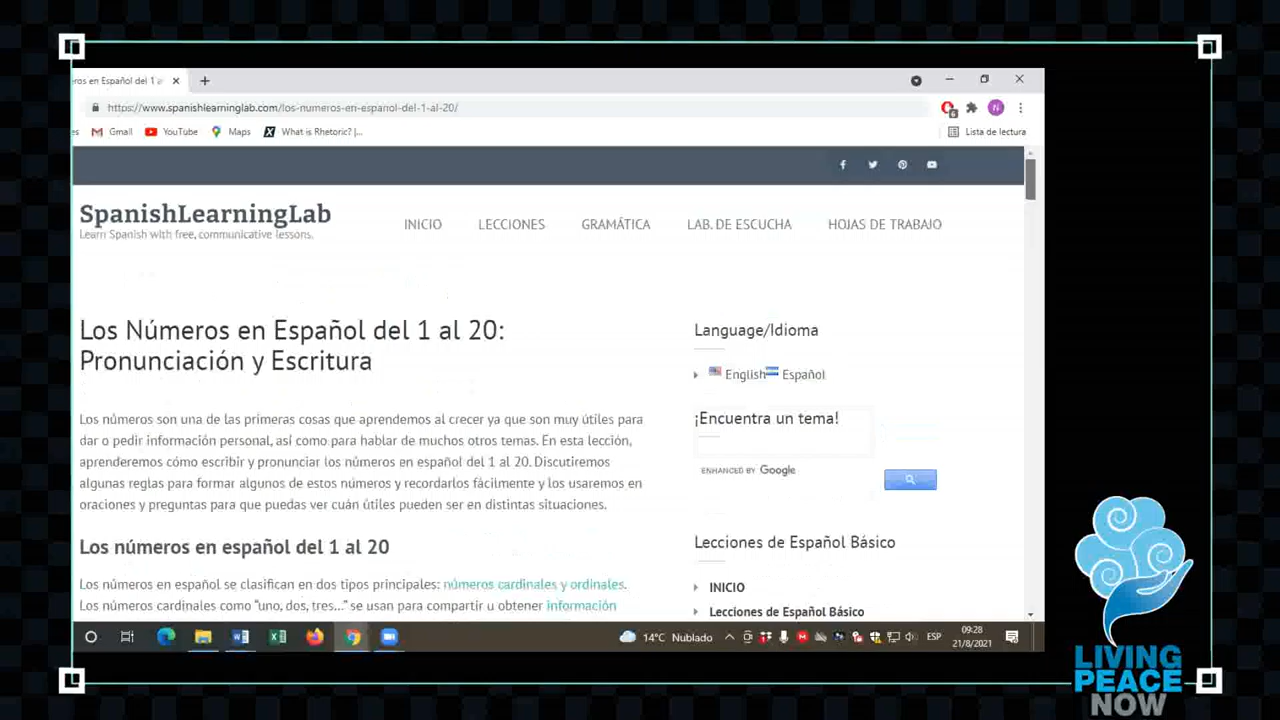 ros en Español del 1 a
https://www.spanishlearninglab.com/los-numeros-en-espanol-del-1-al-20/
Gmail YouTube Maps What is Rhetoric? |... Lista de lectura
SpanishLearningLab
Learn Spanish with free, communicative lessons.
INICIO LECCIONES GRAMÁTICA LAB. DE ESCUCHA HOJAS DE TRABAJO
Los Números en Español del 1 al 20:
Pronunciación y Escritura
Los números son una de las primeras cosas que aprendemos al crecer ya que son muy útiles para
dar o pedir información personal, así como para hablar de muchos otros temas. En esta lección,
aprenderemos cómo escribir y pronunciar los números en español del 1 al 20. Discutiremos
algunas reglas para formar algunos de estos números y recordarlos fácilmente y los usaremos en
oraciones y preguntas para que puedas ver cuán útiles pueden ser en distintas situaciones.
Los números en español del 1 al 20
Los números en español se clasifican en dos tipos principales: números cardinales y ordinales.
Los números cardinales como “uno, dos, tres…” se usan para compartir u obtener información
Language/Idioma
English Español
¡Encuentra un tema!
ENHANCED BY Google
Lecciones de Español Básico
INICIO
Lecciones de Español Básico
14°C Nublado
ESP
09:28
21/8/2021
LIVING
PEACE
NOW